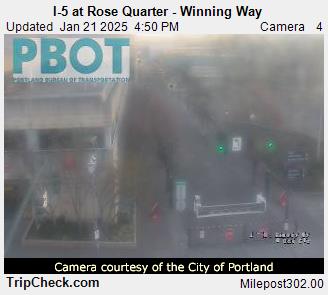 I-5 at Rose Quarter - Winning Way
Updated Jan 21 2025 4:50 PM Camera 4
PBOT
PORTLAND BUREAU OF TRANSPORTATION
Camera courtesy of the City of Portland
TripCheck.com Milepost302.00